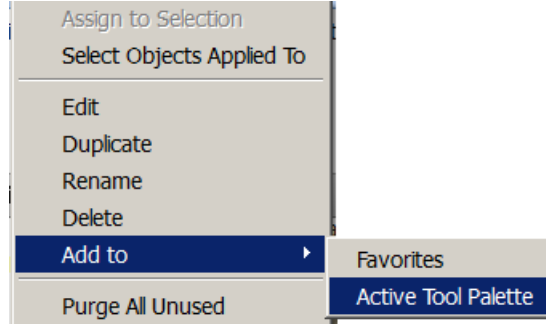 Assign to Selection
Select Objects Applied To
Edit
Duplicate
Rename
Delete
Add to
Favorites
Active Tool Palette
Purge All Unused